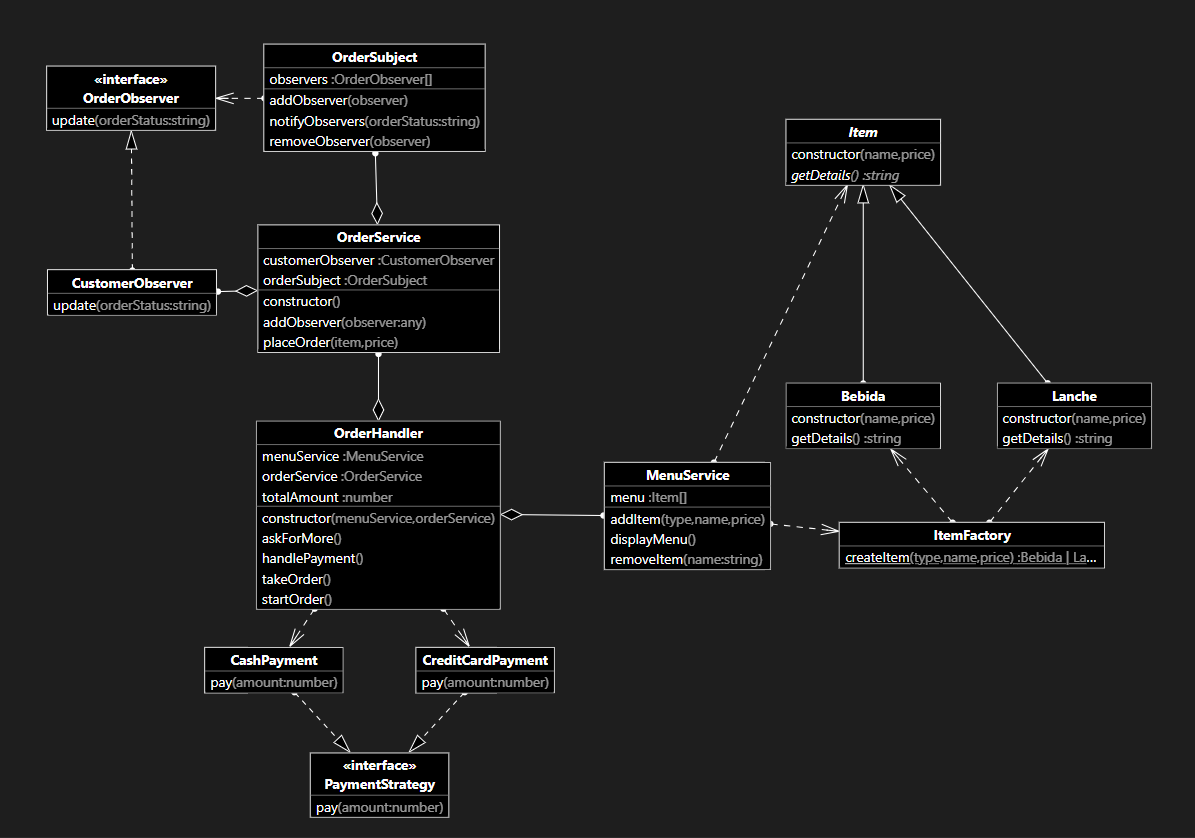 OrderSubject
observers :OrderObserver[]
addObserver(observer)
notifyObservers(orderStatus:string)
removeObserver(observer)
«interface»
OrderObserver
update(orderStatus:string)
Item
constructor(name,price)
getDetails() :string
OrderService
customerObserver :CustomerObserver
orderSubject :OrderSubject
constructor()
addObserver(observer:any)
placeOrder(item,price)
CustomerObserver
update(orderStatus:string)
Bebida
constructor(name,price)
getDetails() :string
Lanche
constructor(name,price)
getDetails() :string
OrderHandler
menuService :MenuService
orderService :OrderService
totalAmount :number
constructor(menuService,orderService)
askForMore()
handlePayment()
takeOrder()
startOrder()
MenuService
menu :Item[]
addItem(type,name,price)
displayMenu()
removeItem(name:string)
ItemFactory
createItem(type,name,price) :Bebida | La...
CashPayment
pay(amount:number)
CreditCardPayment
pay(amount:number)
«interface»
PaymentStrategy
pay(amount:number)